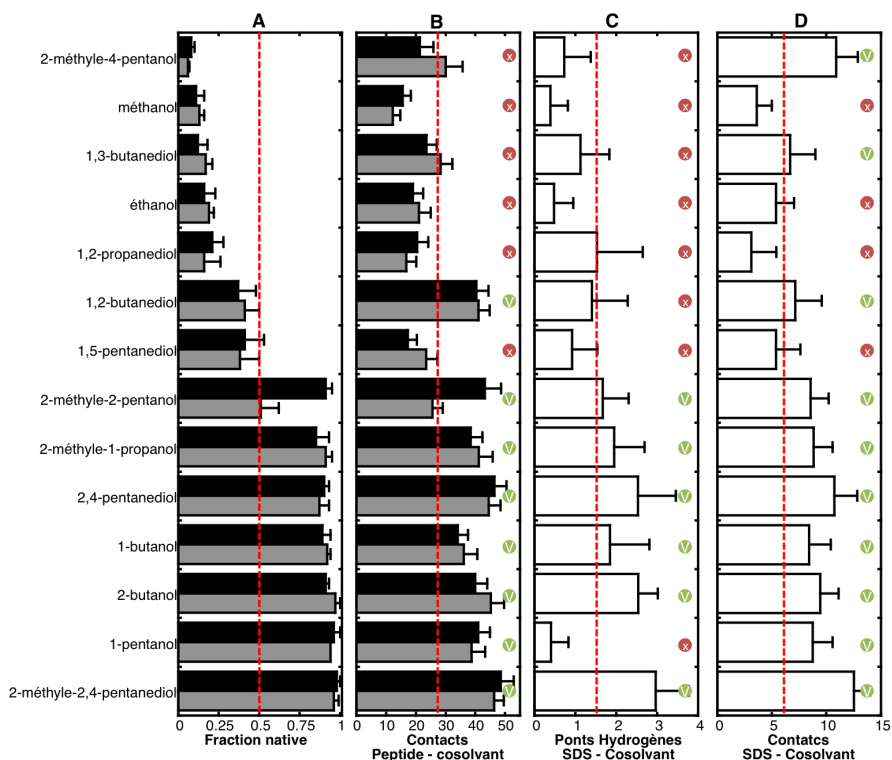 A B C D
2-méthyle-4-pentanol x x V
méthanol x x x
1,3-butanediol x x V
éthanol x x x
1,2-propanediol x x x
1,2-butanediol V x V
1,5-pentanediol x x x
2-méthyle-2-pentanol V V V
2-méthyle-1-propanol V V V
2,4-pentanediol V V V
1-butanol V V V
2-butanol V V V
1-pentanol V x V
2-méthyle-2,4-pentanediol V V V
0 0.25 0.5 0.75 1 0 10 20 30 40 50 0 1 2 3 4 0 5 10 15
Fraction native Contacts Ponts Hydrogènes Contatcs
Peptide - cosolvant SDS - Cosolvant SDS - Cosolvant